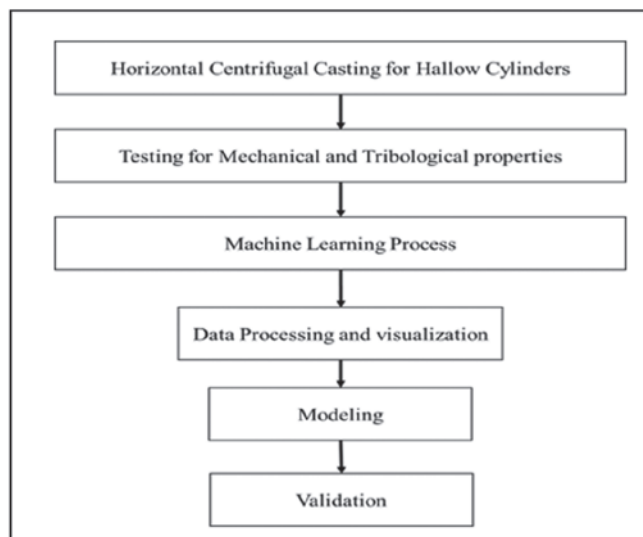 Horizontal Centrifugal Casting for Hallow Cylinders
Testing for Mechanical and Tribological properties
Machine Learning Process
Data Processing and visualization
Modeling
Validation